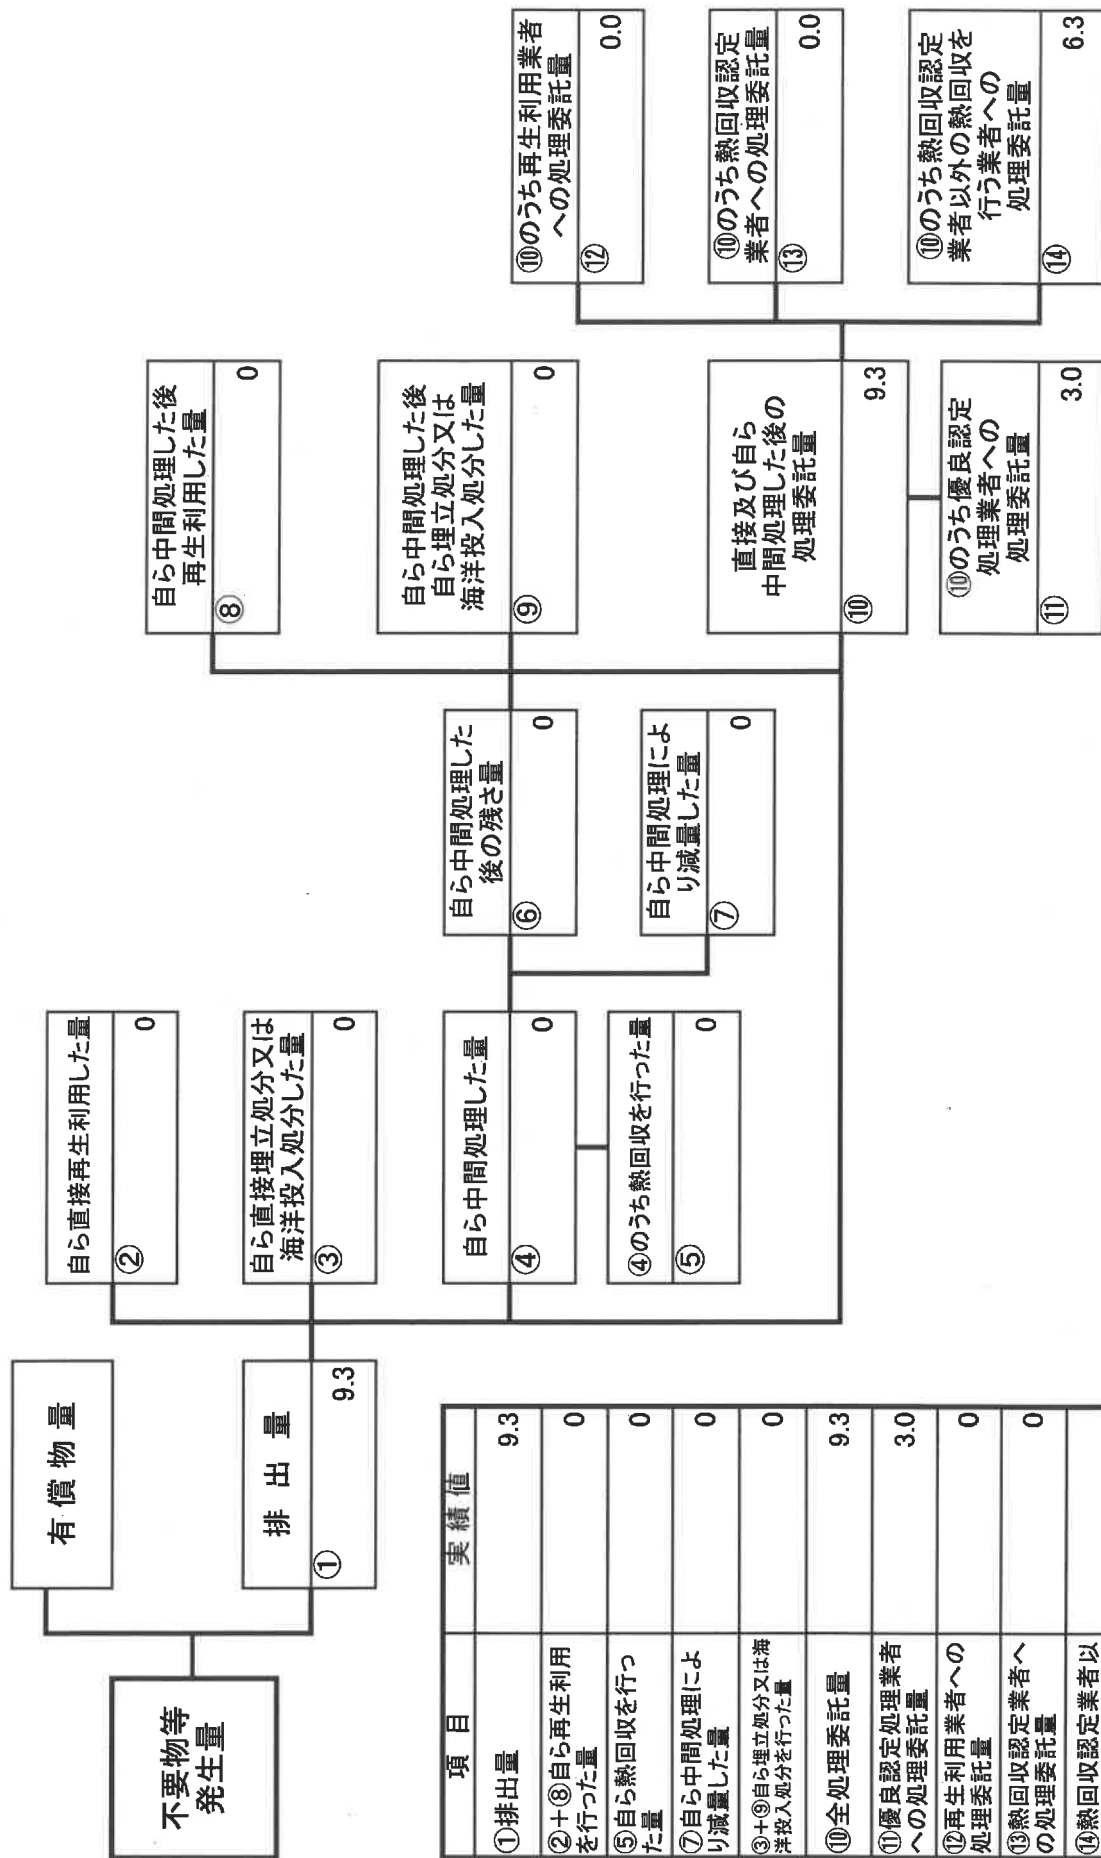 不要物等
発生量
有 償 物 量
排 出 量
①
9.3
自ら直接再生利用した量
②
0
自ら直接埋立処分又は
海洋投入処分した量
③
0
自ら中間処理した量
④
0
④のうち熱回収を行った量
⑤
0
自ら中間処理した
後の残さ量
⑥
0
自ら中間処理によ
り減量した量
⑦
0
自ら中間処理した後
再生利用した量
⑧
0
自ら中間処理した後
自ら埋立処分又は
海洋投入処分した量
⑨
0
直接及び自ら
中間処理した後の
処理委託量
⑩
9.3
⑩のうち優良認定
処理業者への
処理委託量
⑪
3.0
⑩のうち再生利用業者
への処理委託量
⑫
0.0
⑩のうち熱回収認定
業者への処理委託量
⑬
0.0
⑩のうち熱回収認定
業者以外の熱回収を
行う業者への
処理委託量
⑭
6.3
項 目
実 績 値
①排出量
9.3
②+⑧自ら再生利用
を行った量
0
⑤自ら熱回収を行っ
た量
0
⑦自ら中間処理によ
り減量した量
0
③+⑨自ら埋立処分又は海
洋投入処分を行った量
0
⑩全処理委託量
9.3
⑪優良認定処理業者
への処理委託量
3.0
⑫再生利用業者への
処理委託量
0
⑬熱回収認定業者へ
の処理委託量
0
⑭熱回収認定業者以